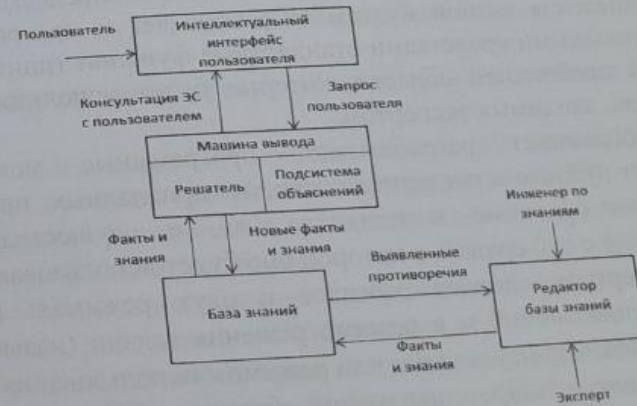 Пользователь
Интеллектуальный
интерфейс
пользователя
Консультация ЭС
с пользователем
Запрос
пользователя
Машина вывода
Решатель
Подсистема
объяснений
Факты и
знания
Новые факты
и знания
Инженер по
знаниям
Выявленные
противоречия
База знаний
Редактор
базы знаний
Факты
и знания
Эксперт